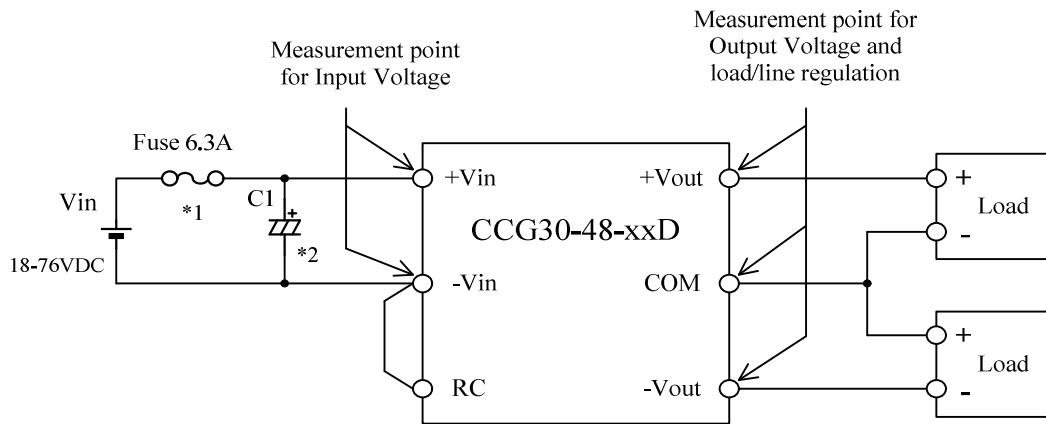 Measurement point
for Input Voltage
Measurement point for
Output Voltage and
load/line regulation
Fuse 6.3A
*1
Vin
18-76VDC
C1
+
*2
+Vin
-Vin
RC
CCG30-48-xxD
+Vout
COM
-Vout
+
Load
-
+
Load
-